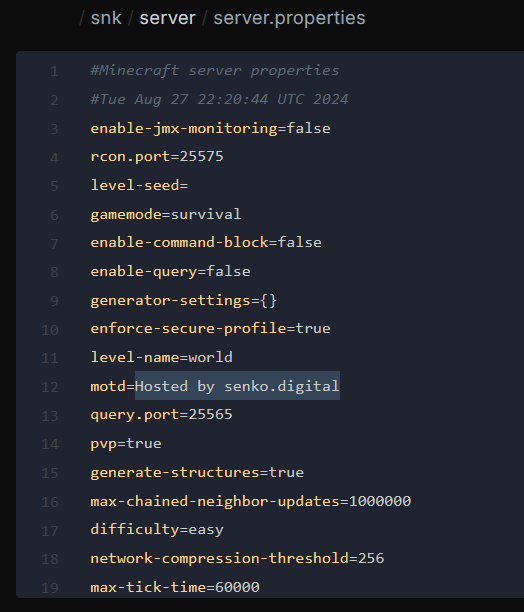 / snk / server / server.properties
1 #Minecraft server properties
2 #Tue Aug 27 22:20:44 UTC 2024
3 enable-jmx-monitoring=false
4 rcon.port=25575
5 level-seed=
6 gamemode=survival
7 enable-command-block=false
8 enable-query=false
9 generator-settings={}
10 enforce-secure-profile=true
11 level-name=world
12 motd=Hosted by senko.digital
13 query.port=25565
14 pvp=true
15 generate-structures=true
16 max-chained-neighbor-updates=1000000
17 difficulty=easy
18 network-compression-threshold=256
19 max-tick-time=60000